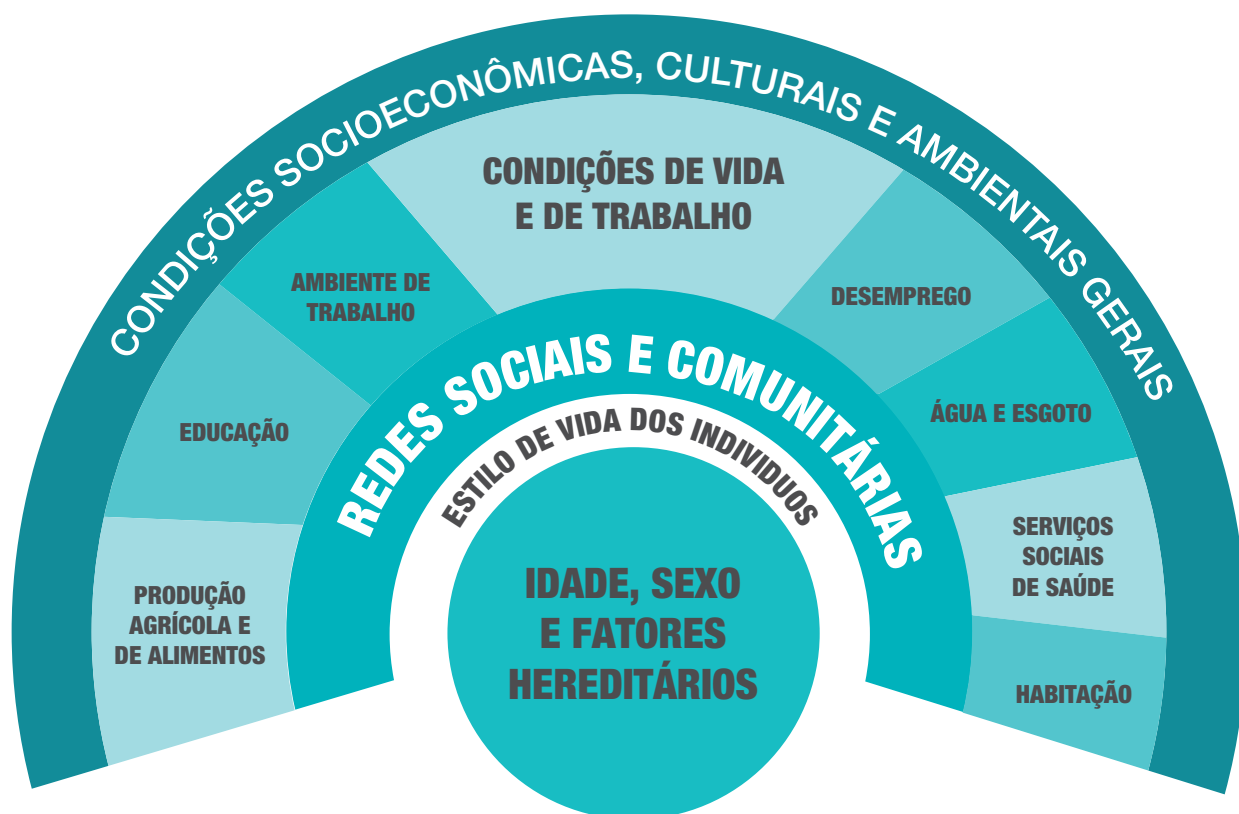 CONDIÇÕES SOCIOECONÔMICAS, CULTURAIS E AMBIENTAIS GERAIS
CONDIÇÕES DE VIDA
E DE TRABALHO
AMBIENTE DE
TRABALHO
DESEMPREGO
EDUCAÇÃO
ÁGUA E ESGOTO
PRODUÇÃO
AGRÍCOLA E
DE ALIMENTOS
SERVIÇOS
SOCIAIS
DE SAÚDE
HABITAÇÃO
REDES SOCIAIS E COMUNITÁRIAS
ESTILO DE VIDA DOS INDIVIDUOS
IDADE, SEXO
E FATORES
HEREDITÁRIOS